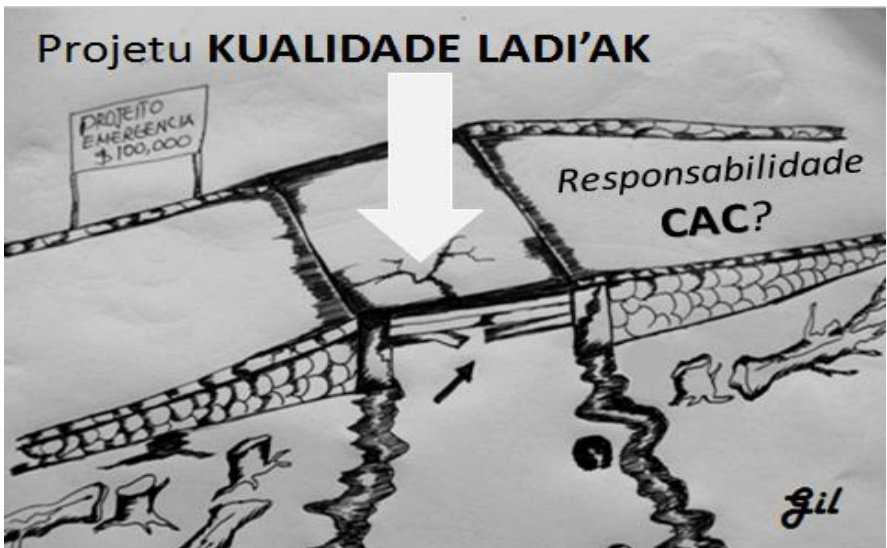 Projetu KUALIDADE LADI'AK
PROJEITO
EMERGENCIA
$100,000
Responsabilidade
CAC?
Gil